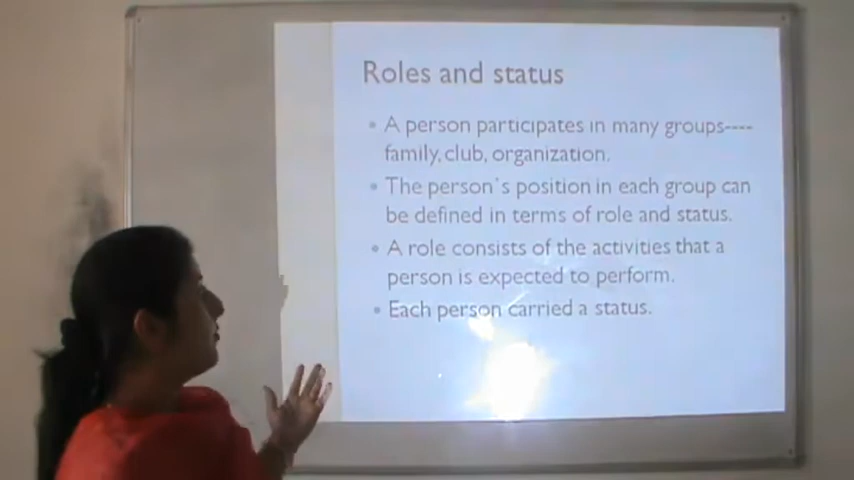 Roles and status
• A person participates in many groups----
family, club, organization.
• The person's position in each group can
be defined in terms of role and status.
• A role consists of the activities that a
person is expected to perform.
• Each person carried a status.